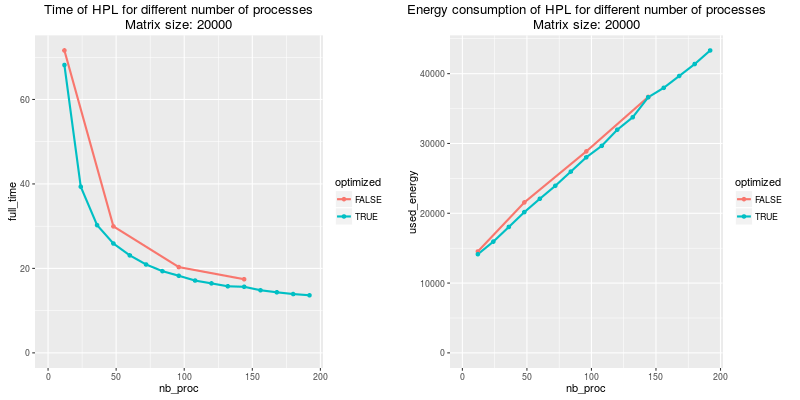 Time of HPL for different number of processes
Matrix size: 20000
full_time
60
40
20
0
0 50 100 150 200
nb_proc
optimized
FALSE
TRUE
Energy consumption of HPL for different number of processes
Matrix size: 20000
used_energy
40000
30000
20000
10000
0
0 50 100 150 200
nb_proc
optimized
FALSE
TRUE